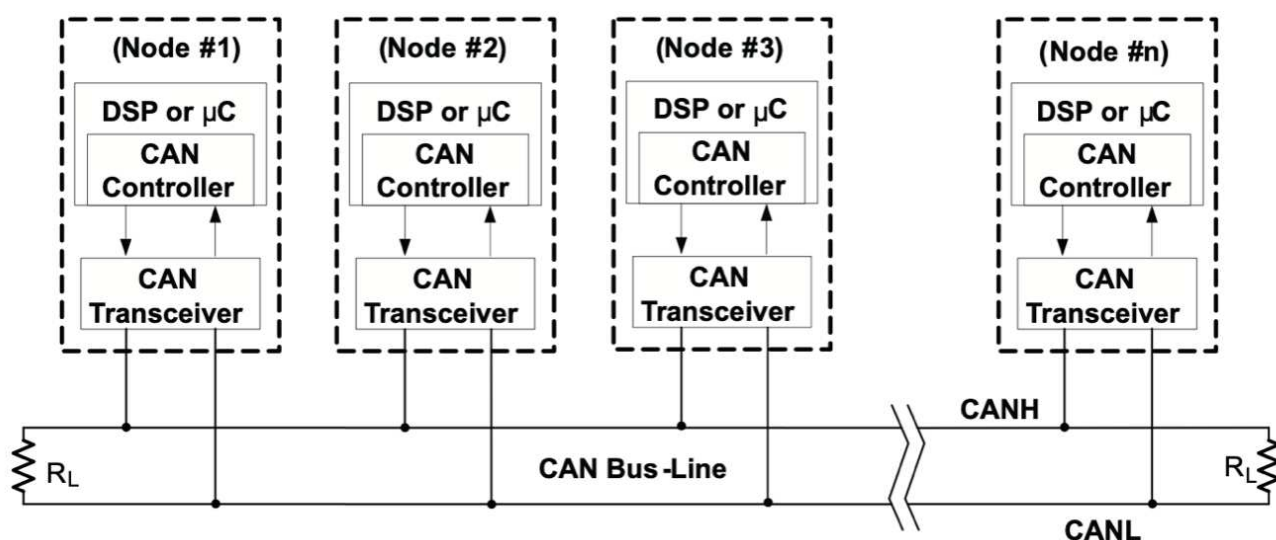 (Node #1)
DSP or µC
CAN
Controller
CAN
Transceiver
(Node #2)
DSP or µC
CAN
Controller
CAN
Transceiver
(Node #3)
DSP or µC
CAN
Controller
CAN
Transceiver
(Node #n)
DSP or µC
CAN
Controller
CAN
Transceiver
CANH
RL
CAN Bus-Line
RL
CANL